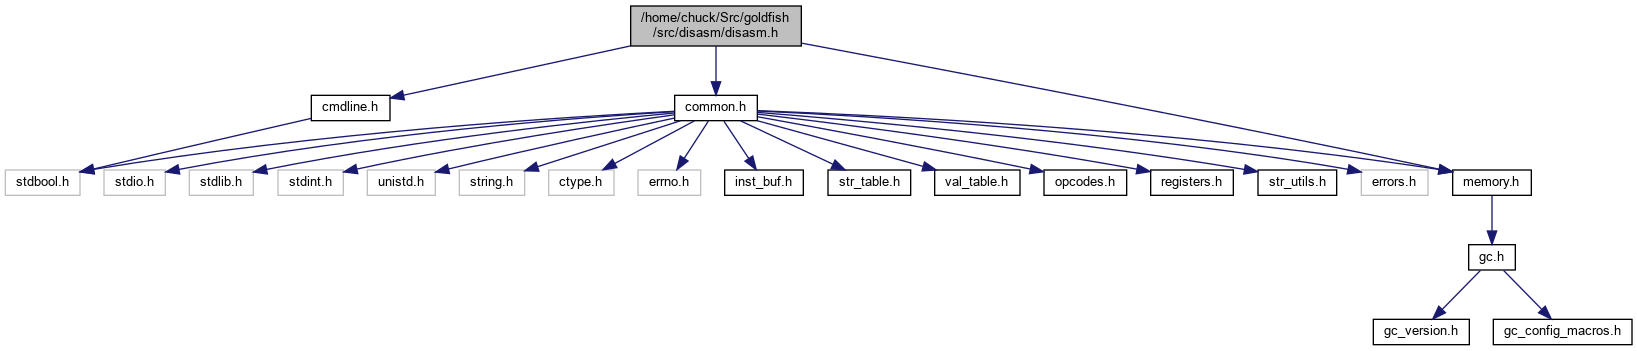 /home/chuck/Src/goldfish
/src/disasm/disasm.h
cmdline.h
common.h
stdbool.h
stdio.h
stdlib.h
stdint.h
unistd.h
string.h
ctype.h
errno.h
inst_buf.h
str_table.h
val_table.h
opcodes.h
registers.h
str_utils.h
errors.h
memory.h
gc.h
gc_version.h
gc_config_macros.h